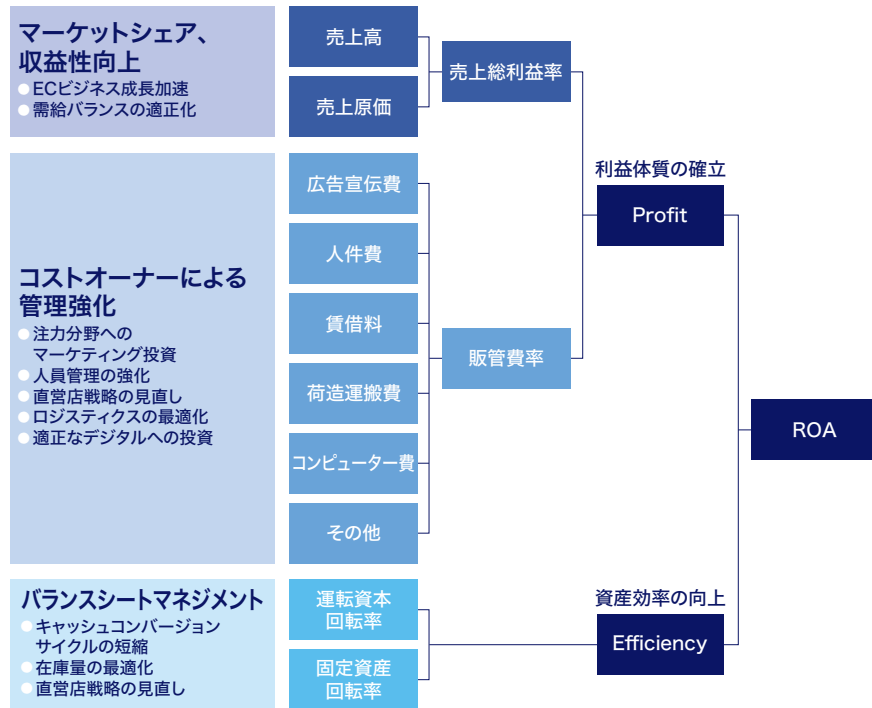 マーケットシェア、
収益性向上
ECビジネス成長加速
需給バランスの適正化
売上高
売上原価
売上総利益率
コストオーナーによる
管理強化
注力分野への
マーケティング投資
人員管理の強化
直営店戦略の見直し
ロジスティクスの最適化
適正なデジタルへの投資
広告宣伝費
人件費
賃借料
荷造運搬費
コンピューター費
その他
販管費率
利益体質の確立
Profit
バランスシートマネジメント
キャッシュコンバージョン
サイクルの短縮
在庫量の最適化
直営店戦略の見直し
運転資本
回転率
固定資産
回転率
資産効率の向上
Efficiency
ROA